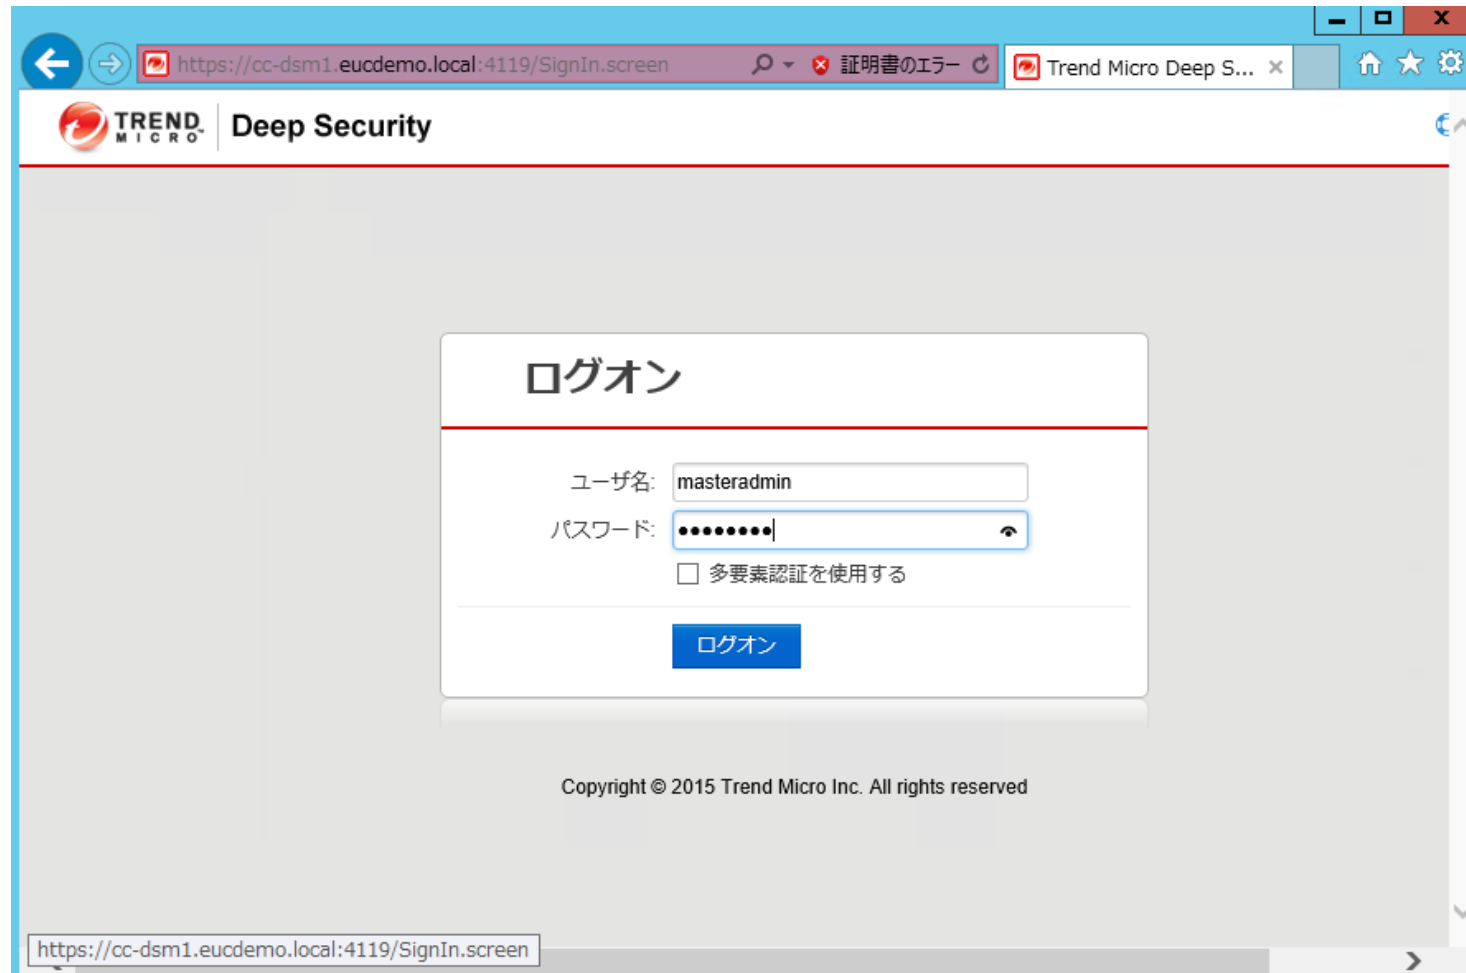 https://cc-dsm1.eucdemo.local:4119/SignIn.screen
証明書のエラー
Trend Micro Deep S...
TREND MICRO™ Deep Security
ログオン
ユーザ名: masteradmin
パスワード: ••••••••
多要素認証を使用する
ログオン
Copyright © 2015 Trend Micro Inc. All rights reserved
https://cc-dsm1.eucdemo.local:4119/SignIn.screen